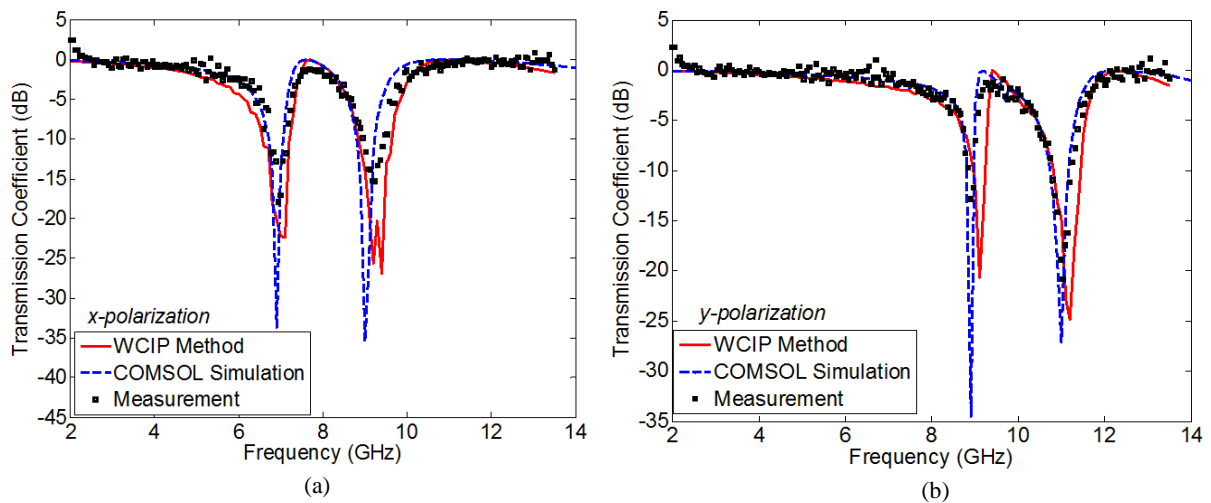 5
0
-5
-10
-15
-20
-25
-30
-35
-40
-45
Transmission Coefficient (dB)
x-polarization
WCIP Method
COMSOL Simulation
Measurement
2
4
6
8
10
12
14
Frequency (GHz)
(a)
5
0
-5
-10
-15
-20
-25
-30
-35
Transmission Coefficient (dB)
y-polarization
WCIP Method
COMSOL Simulation
Measurement
2
4
6
8
10
12
14
Frequency (GHz)
(b)